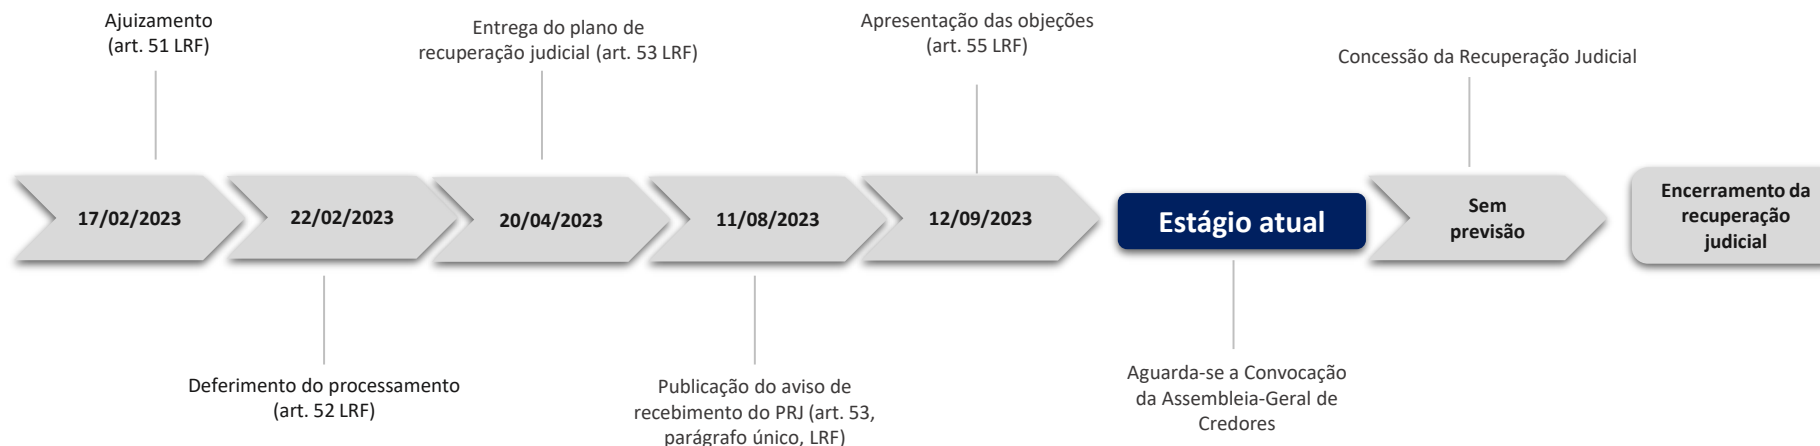 Ajuizamento
(art. 51 LRF)
Entrega do plano de
recuperação judicial (art. 53 LRF)
Apresentação das objeções
(art. 55 LRF)
Concessão da Recuperação Judicial
17/02/2023
22/02/2023
20/04/2023
11/08/2023
12/09/2023
Estágio atual
Sem
previsão
Encerramento da
recuperação
judicial
Deferimento do processamento
(art. 52 LRF)
Publicação do aviso de
recebimento do PRJ (art. 53,
parágrafo único, LRF)
Aguarda-se a Convocação
da Assembleia-Geral de
Credores